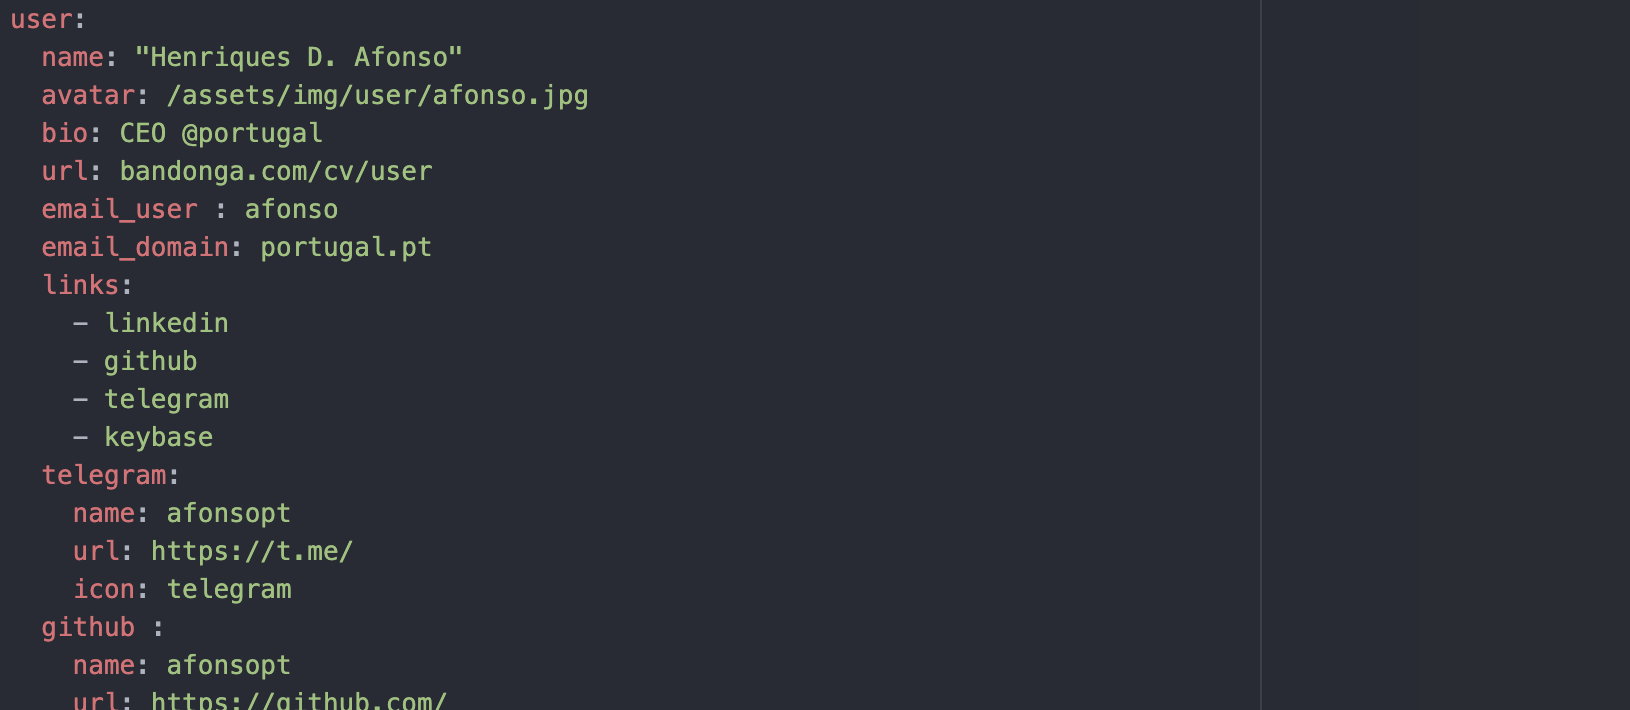 user:
  name: "Henriques D. Afonso"
  avatar: /assets/img/user/afonso.jpg
  bio: CEO @portugal
  url: bandonga.com/cv/user
  email_user : afonso
  email_domain: portugal.pt
  links:
    - linkedin
    - github
    - telegram
    - keybase
  telegram:
    name: afonsopt
    url: https://t.me/
    icon: telegram
  github :
    name: afonsopt
    url: https://github.com/